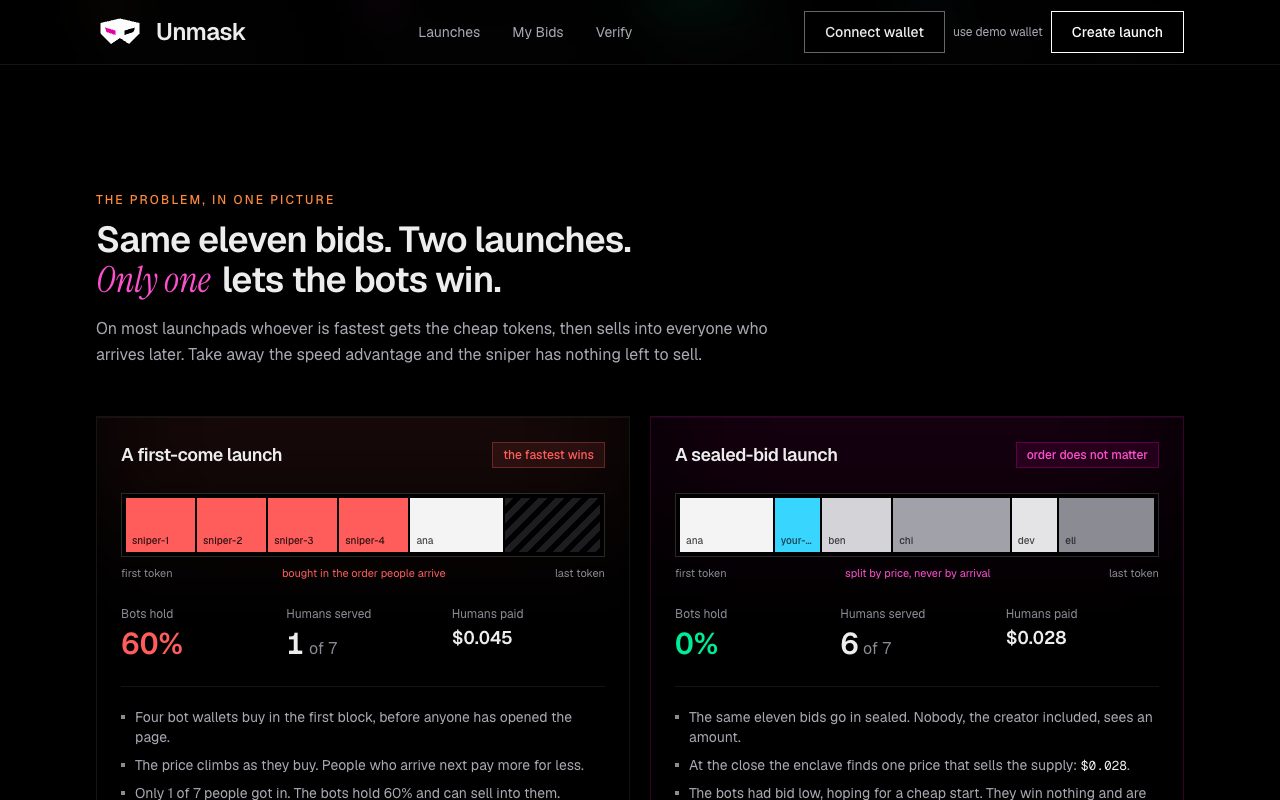 Unmask
Launches
My Bids
Verify
Connect wallet
use demo wallet
Create launch
THE PROBLEM, IN ONE PICTURE
Same eleven bids. Two launches.
Only one lets the bots win.
On most launchpads whoever is fastest gets the cheap tokens, then sells into everyone who
arrives later. Take away the speed advantage and the sniper has nothing left to sell.
A first-come launch
the fastest wins
sniper-1
sniper-2
sniper-3
sniper-4
ana
first token
bought in the order people arrive
last token
Bots hold
Humans served
Humans paid
60%
1 of 7
$0.045
Four bot wallets buy in the first block, before anyone has opened the
page.
The price climbs as they buy. People who arrive next pay more for less.
Only 1 of 7 people got in. The bots hold 60% and can sell into them.
A sealed-bid launch
order does not matter
ana
your-...
ben
chi
dev
eli
first token
split by price, never by arrival
last token
Bots hold
Humans served
Humans paid
0%
6 of 7
$0.028
The same eleven bids go in sealed. Nobody, the creator included, sees an
amount.
At the close the enclave finds one price that sells the supply: $0.028.
The bots had bid low, hoping for a cheap start. They win nothing and are